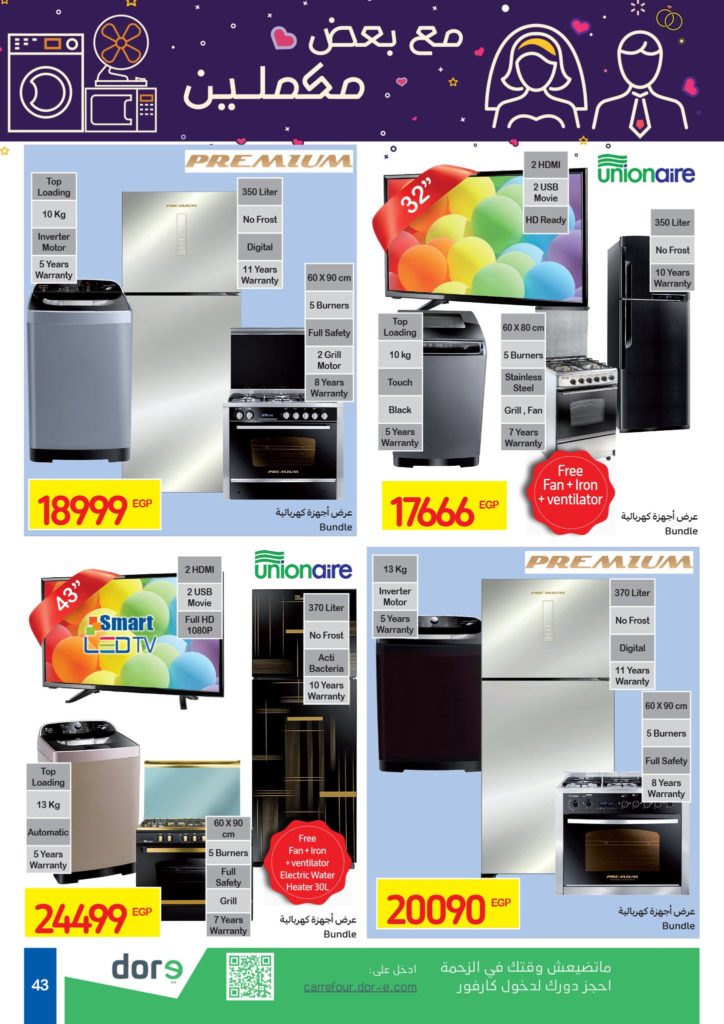 مع بعض
مكملين
PREMIUM
Top
Loading
10 Kg
Inverter
Motor
5 Years
Warranty
350 Liter
No Frost
Digital
11 Years
Warranty
60 X 90 cm
5 Burners
Full Safety
2 Grill
Motor
8 Years
Warranty
PREMIUM
PREMIUM
18999 EGP
عرض أجهزة كهربائية
Bundle
unionaire
32”
2 HDMI
2 USB
Movie
HD Ready
350 Liter
No Frost
10 Years
Warranty
Top
Loading
10 kg
Touch
Black
5 Years
Warranty
60 X 80 cm
5 Burners
Stainless
Steel
Grill , Fan
7 Years
Warranty
Free
Fan + Iron
+ ventilator
17666 EGP
عرض أجهزة كهربائية
Bundle
unionaire
43”
Smart
LED TV
2 HDMI
2 USB
Movie
Full HD
1080P
370 Liter
No Frost
Acti
Bacteria
10 Years
Warranty
Top
Loading
13 Kg
Automatic
5 Years
Warranty
60 X 90
cm
5 Burners
Full
Safety
Grill
7 Years
Warranty
Free
Fan + Iron
+ ventilator
Electric Water
Heater 30L
24499 EGP
عرض أجهزة كهربائية
Bundle
PREMIUM
13 Kg
Inverter
Motor
5 Years
Warranty
370 Liter
No Frost
Digital
11 Years
Waranty
60 X 90 cm
5 Burners
Full Safety
8 Years
Warranty
PREMIUM
PREMIUM
20090 EGP
عرض أجهزة كهربائية
Bundle
43
dor-e
ادخل على:
carrefour.dor-e.com
ماتضيعش وقتك في الزحمة
احجز دورك لدخول كارفور